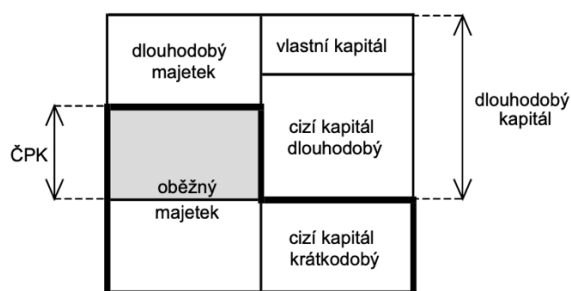 dlouhodobý
majetek
vlastní kapitál
ČPK
oběžný
majetek
cizí kapitál
dlouhodobý
cizí kapitál
krátkodobý
dlouhodobý
kapitál